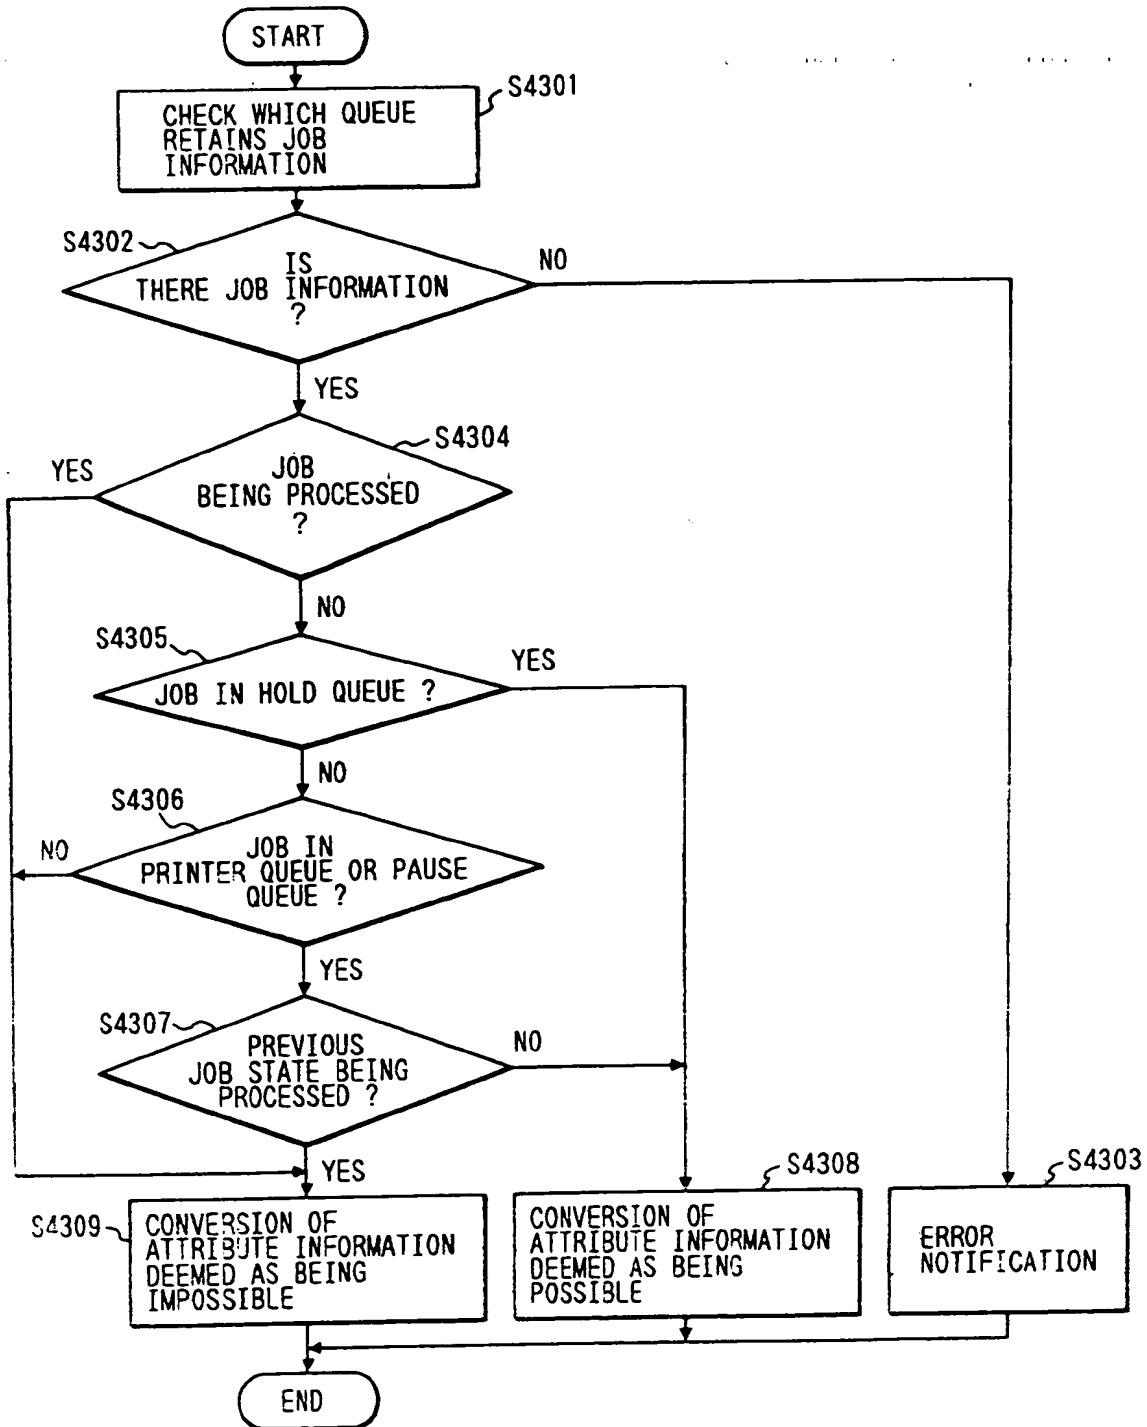 START
S4301
CHECK WHICH QUEUE
RETAINS JOB
INFORMATION
S4302
IS
THERE JOB INFORMATION
?
NO
YES
S4304
YES
JOB
BEING PROCESSED
?
NO
S4305
YES
JOB IN HOLD QUEUE ?
NO
S4306
NO
JOB IN
PRINTER QUEUE OR PAUSE
QUEUE ?
YES
S4307
NO
PREVIOUS
JOB STATE BEING
PROCESSED ?
YES
S4309
CONVERSION OF
ATTRIBUTE INFORMATION
DEEMED AS BEING
IMPOSSIBLE
S4308
CONVERSION OF
ATTRIBUTE INFORMATION
DEEMED AS BEING
POSSIBLE
S4303
ERROR
NOTIFICATION
END